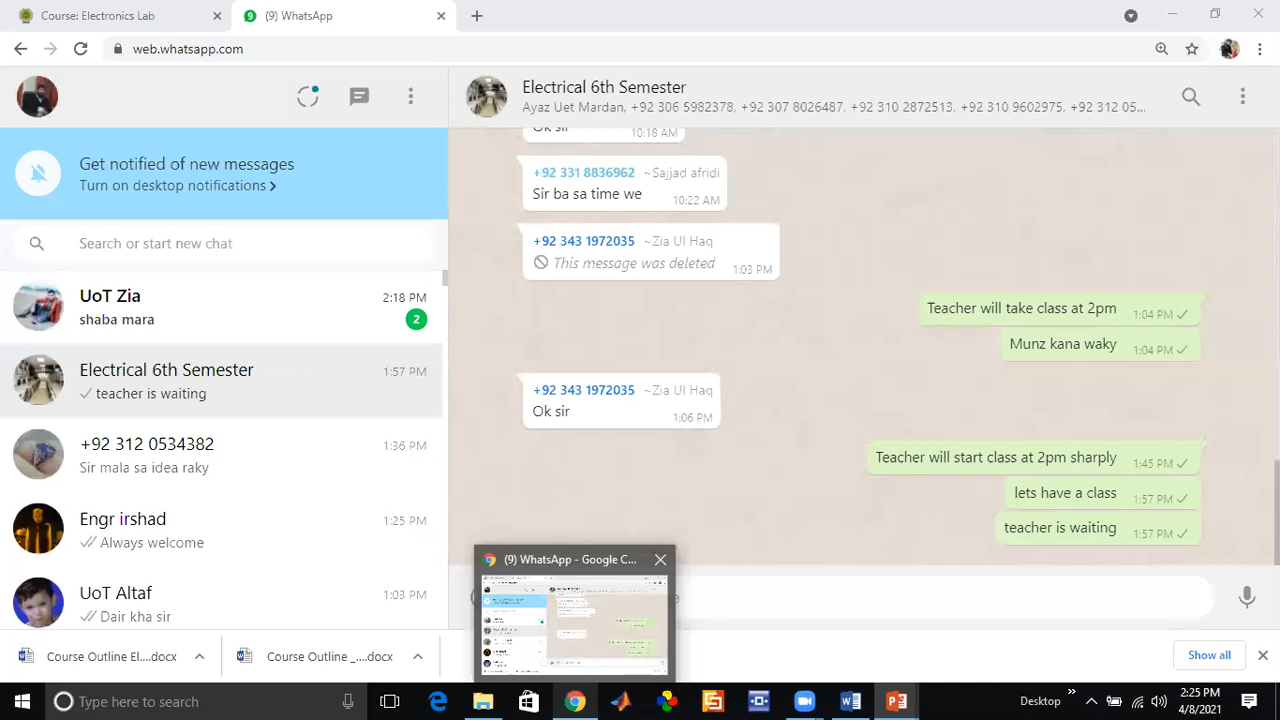 Course: Electronics Lab
(9) WhatsApp
web.whatsapp.com
Get notified of new messages
Turn on desktop notifications >
Search or start new chat
UoT Zia
2:18 PM
shaba mara
2
Electrical 6th Semester
1:57 PM
teacher is waiting
+92 312 0534382
1:36 PM
Sir mala sa idea raky
Engr irshad
1:25 PM
Always welcome
UoT Altaf
1:03 PM
Dair kha sir
Electrical 6th Semester
Ayaz Uet Mardan, +92 306 5982378, +92 307 8026487, +92 310 2872513, +92 310 9602975, +92 312 05...
Ok sir
10:18 AM
+92 331 8836962 ~Sajjad afridi
Sir ba sa time we
10:22 AM
+92 343 1972035 ~Zia Ul Haq
This message was deleted
1:03 PM
Teacher will take class at 2pm 1:04 PM
Munz kana waky 1:04 PM
+92 343 1972035 ~Zia Ul Haq
Ok sir
1:06 PM
Teacher will start class at 2pm sharply 1:45 PM
lets have a class 1:57 PM
teacher is waiting 1:57 PM
(9) WhatsApp - Google C...
Course Outline El....docx
Course Outline _....docx
Show all
Type here to search
Desktop
2:25 PM
4/8/2021